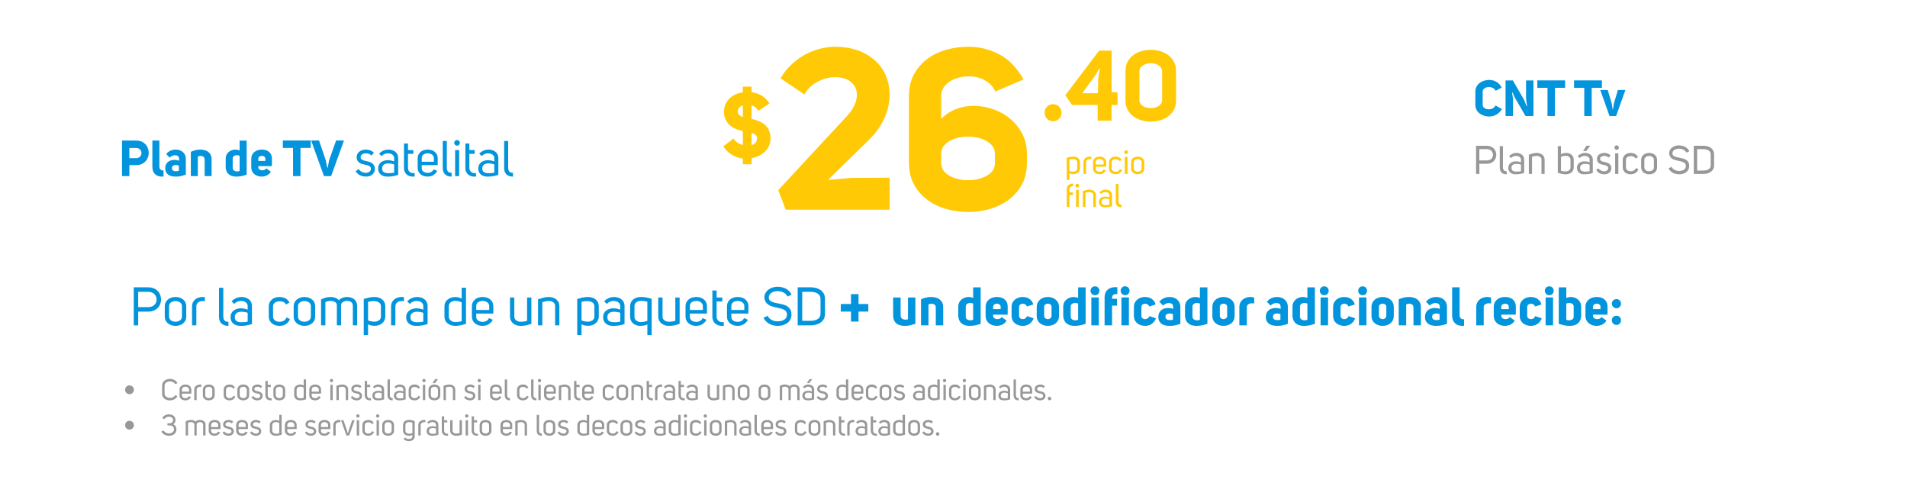 Plan de TV satelital
$26.40
precio
final
CNT Tv
Plan básico SD
Por la compra de un paquete SD + un decodificador adicional recibe:
• Cero costo de instalación si el cliente contrata uno o más decos adicionales.
• 3 meses de servicio gratuito en los decos adicionales contratados.